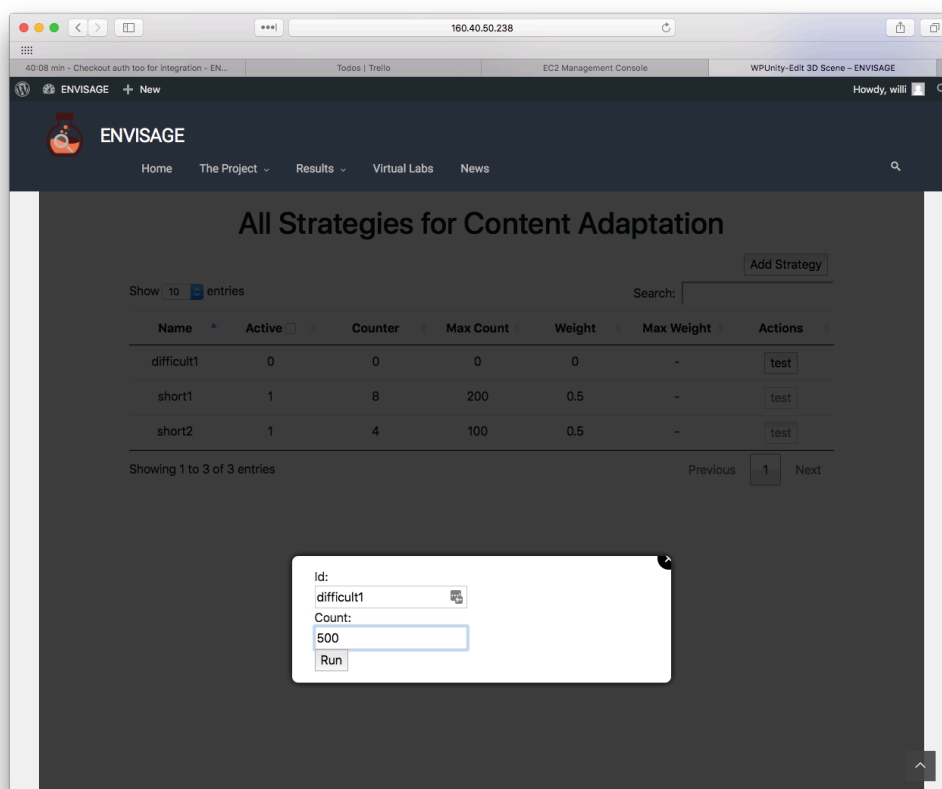 160.40.50.238
40:08 min - Checkout auth too for integration - EN...
Todos | Trello
EC2 Management Console
WPUnity-Edit 3D Scene – ENVISAGE
ENVISAGE
+ New
Howdy, willi
ENVISAGE
Home
The Project
Results
Virtual Labs
News
All Strategies for Content Adaptation
Add Strategy
Show 10 entries
Search:
Name Active Counter Max Count Weight Max Weight Actions
difficult1 0 0 0 0 - test
short1 1 8 200 0.5 - test
short2 1 4 100 0.5 - test
Showing 1 to 3 of 3 entries
Previous 1 Next
Id:
difficult1
Count:
500
Run